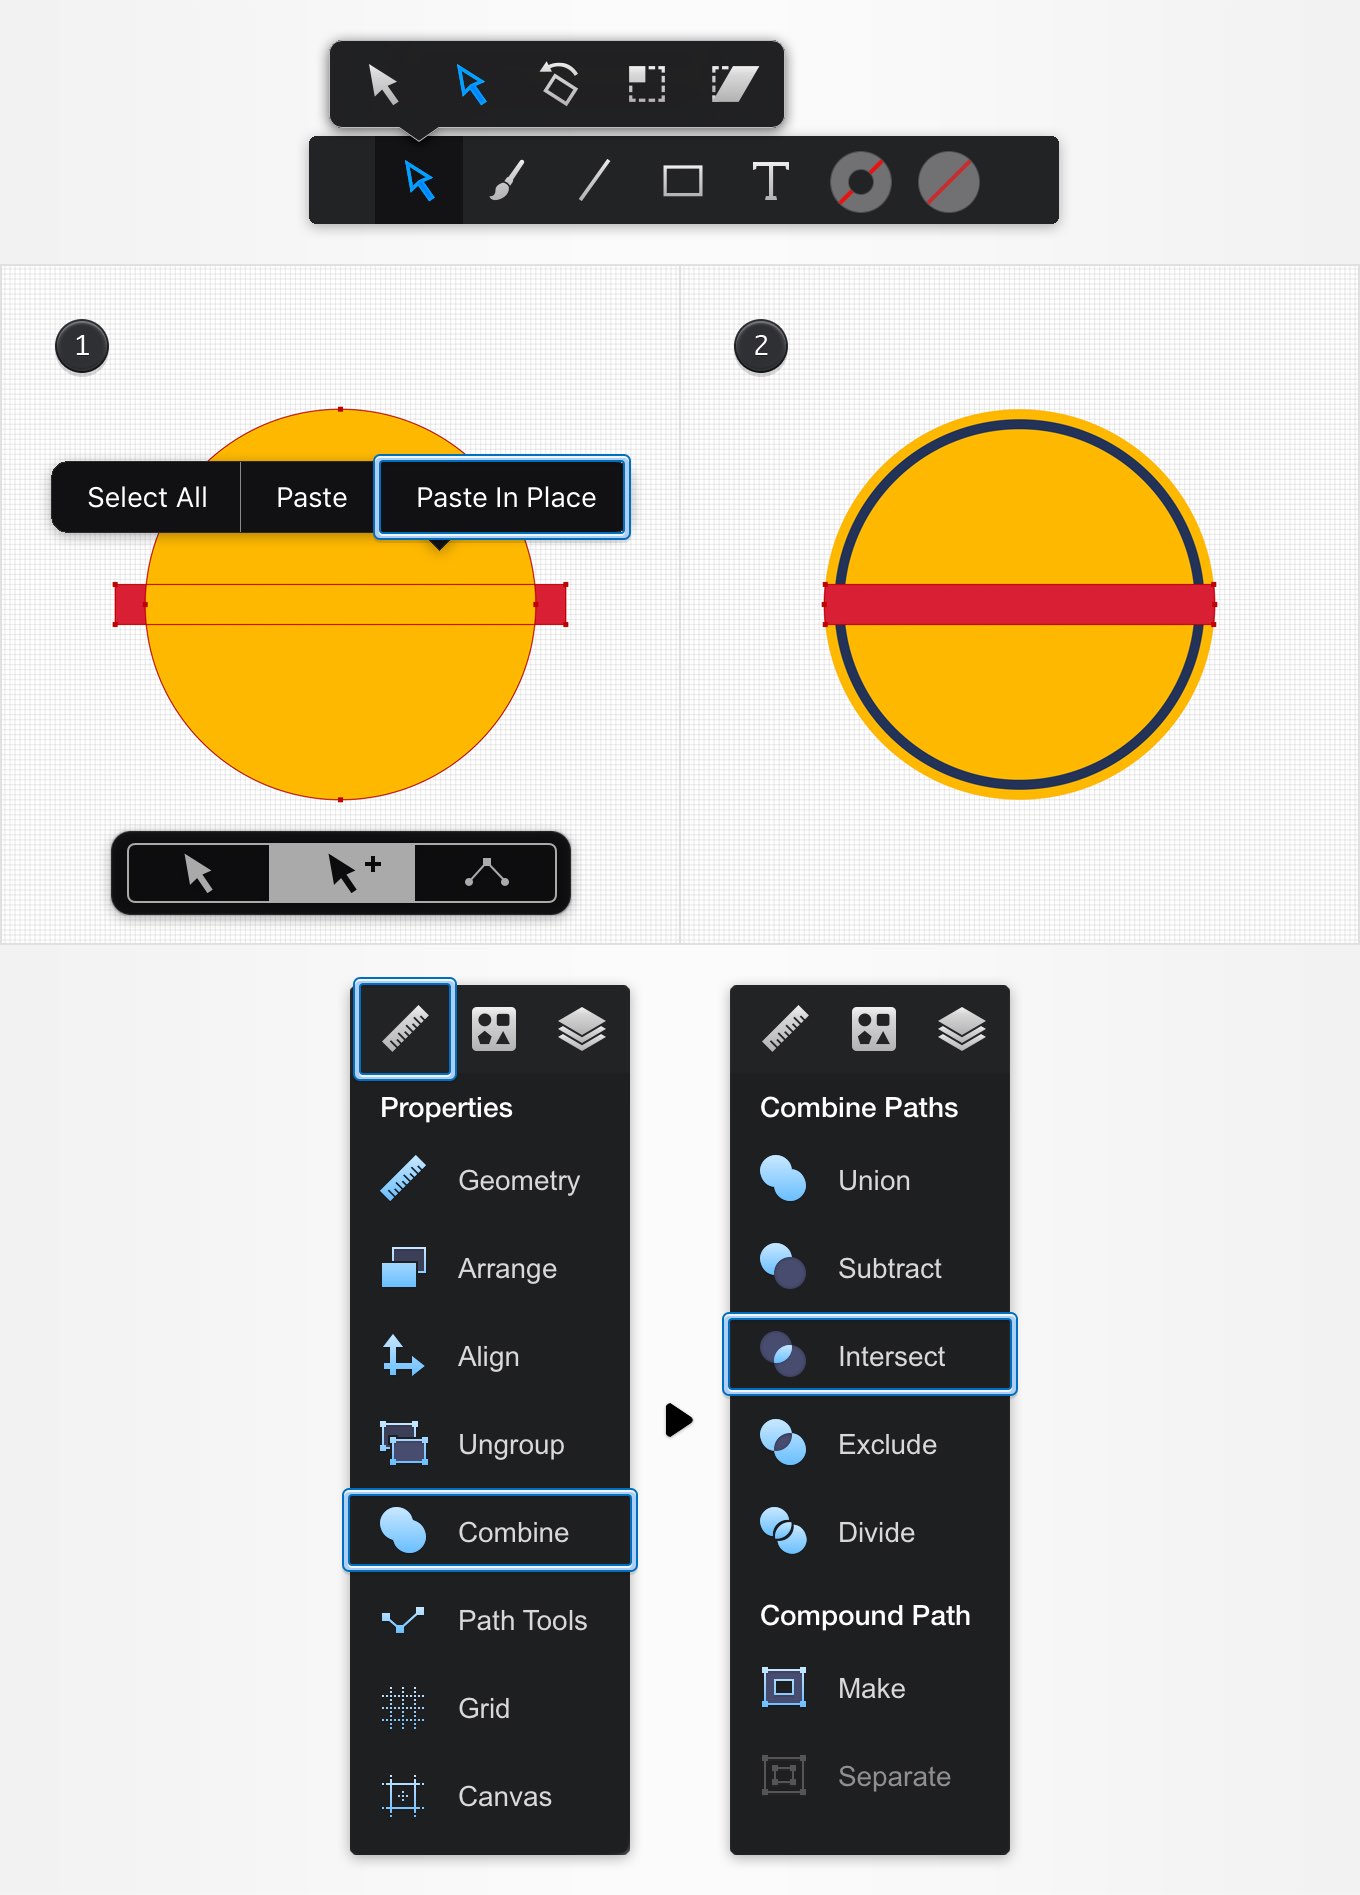 1
2
Select All Paste Paste In Place
Properties
Geometry
Arrange
Align
Ungroup
Combine
Path Tools
Grid
Canvas
Combine Paths
Union
Subtract
Intersect
Exclude
Divide
Compound Path
Make
Separate